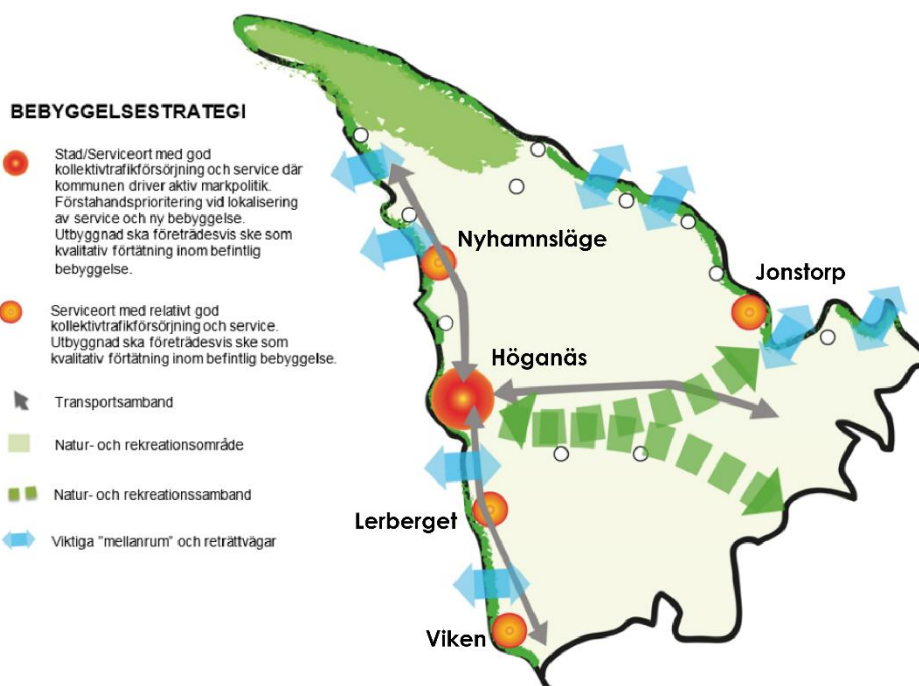 BEBYGGELSESTRATEGI
Stad/Serviceort med god
kollektivtrafikförsörjning och service där
kommunen driver aktiv markpolitik.
Förstahandsprioritering vid lokalisering
av service och ny bebyggelse.
Utbyggnad ska företrädesvis ske som
kvalitativ förtätning inom befintlig
bebyggelse.
Serviceort med relativt god
kollektivtrafikförsörjning och service.
Utbyggnad ska företrädesvis ske som
kvalitativ förtätning inom befintlig bebyggelse.
Transportsamband
Natur- och rekreationsområde
Natur- och rekreationssamband
Viktiga "mellanrum" och reträttvägar
Nyhamnsläge
Jonstorp
Höganäs
Lerberget
Viken